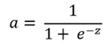 a = 1 / (1 + e^{-z})